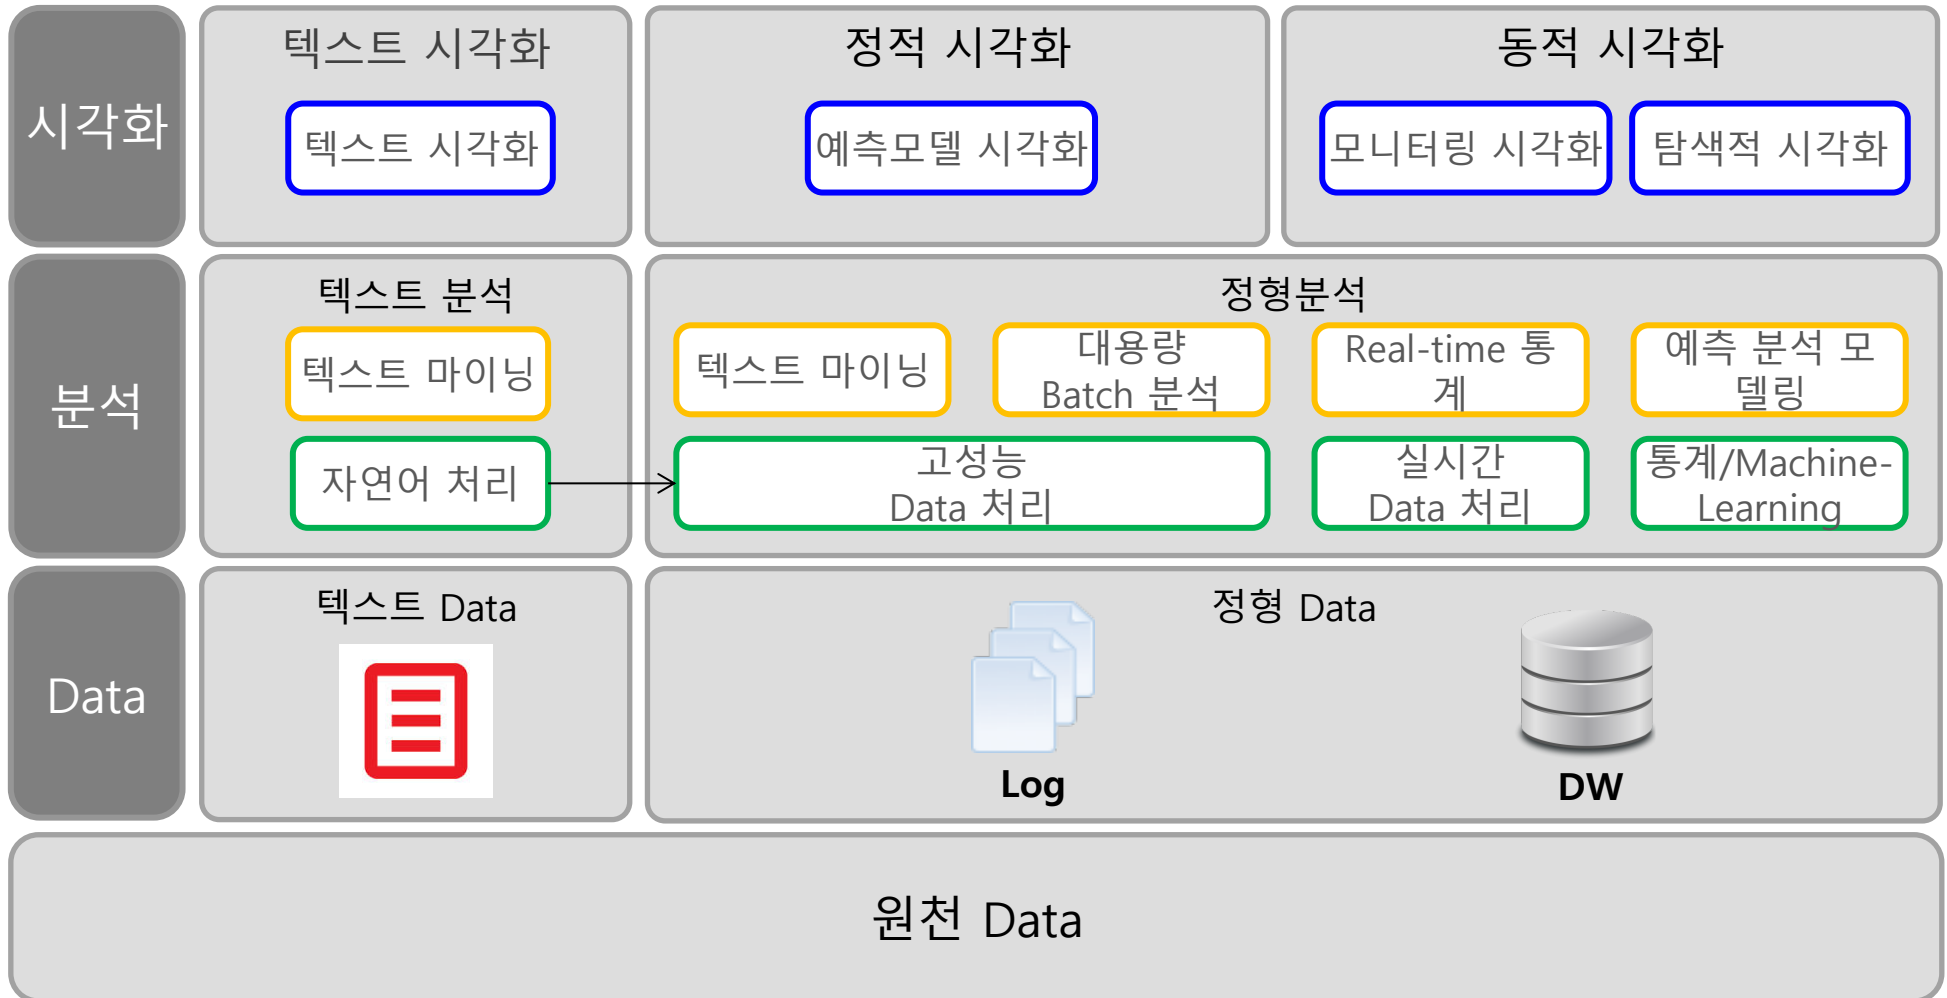 시각화
텍스트 시각화
텍스트 시각화
정적 시각화
예측모델 시각화
동적 시각화
모니터링 시각화
탐색적 시각화
분석
텍스트 분석
텍스트 마이닝
자연어 처리
정형분석
텍스트 마이닝
대용량
Batch 분석
Real-time 통
계
예측 분석 모
델링
고성능
Data 처리
실시간
Data 처리
통계/Machine-
Learning
Data
텍스트 Data
정형 Data
Log
DW
원천 Data